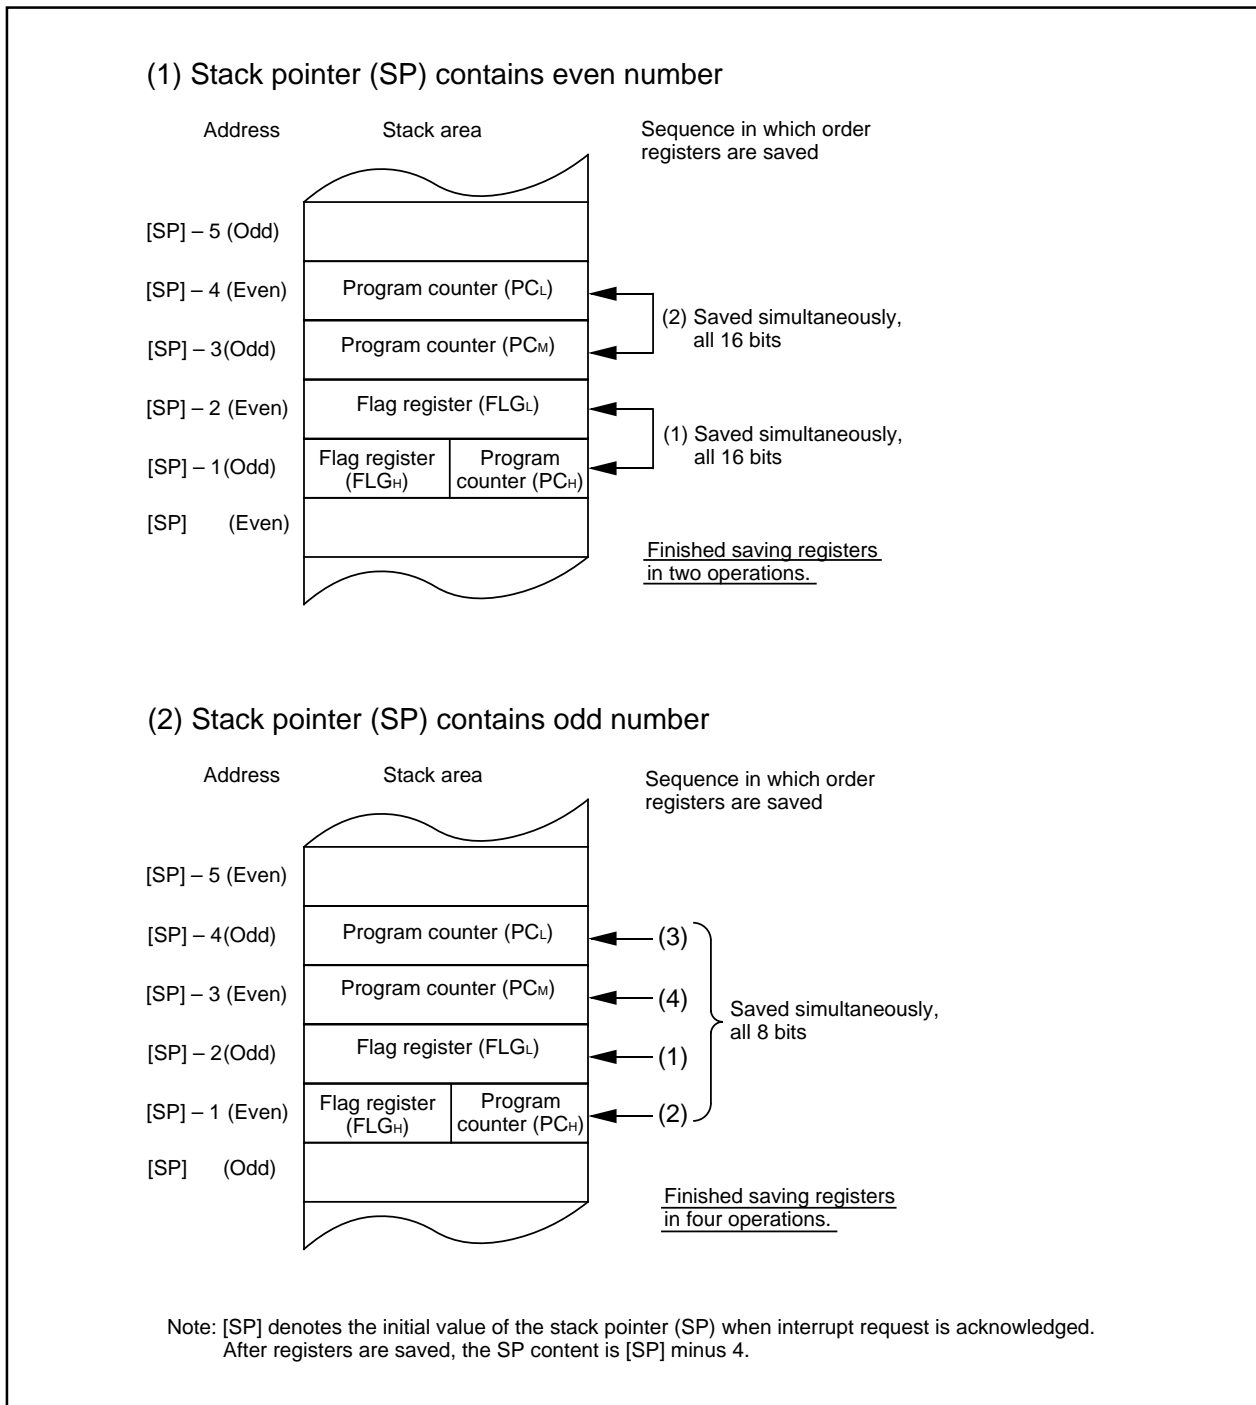 (1) Stack pointer (SP) contains even number
Address Stack area Sequence in which order
registers are saved
[SP] – 5 (Odd)
[SP] – 4 (Even) Program counter (PCL)
(2) Saved simultaneously,
all 16 bits
[SP] – 3(Odd) Program counter (PCM)
[SP] – 2 (Even) Flag register (FLGL)
(1) Saved simultaneously,
all 16 bits
[SP] – 1(Odd) Flag register Program
(FLGH) counter (PCH)
[SP] (Even)
Finished saving registers
in two operations.
(2) Stack pointer (SP) contains odd number
Address Stack area Sequence in which order
registers are saved
[SP] – 5 (Even)
[SP] – 4(Odd) Program counter (PCL) (3)
[SP] – 3 (Even) Program counter (PCM) (4)
Saved simultaneously,
all 8 bits
[SP] – 2(Odd) Flag register (FLGL) (1)
[SP] – 1 (Even) Flag register Program (2)
(FLGH) counter (PCH)
[SP] (Odd)
Finished saving registers
in four operations.
Note: [SP] denotes the initial value of the stack pointer (SP) when interrupt request is acknowledged.
After registers are saved, the SP content is [SP] minus 4.